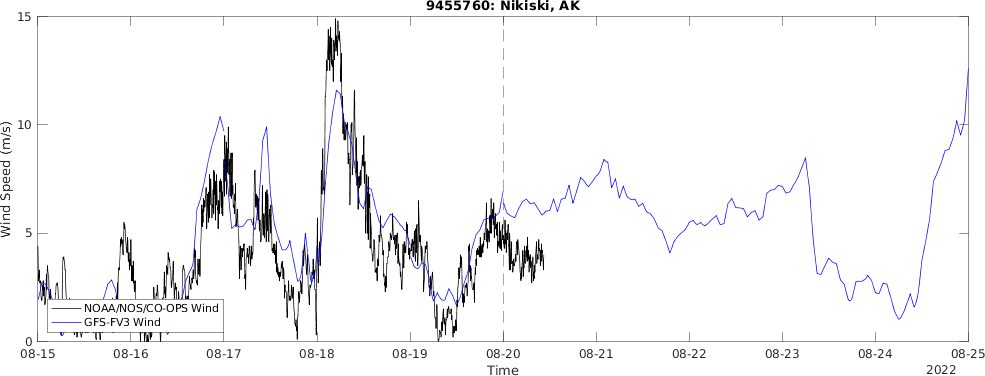 9455760: Nikiski, AK
Wind Speed (m/s)
15
10
5
0
NOAA/NOS/CO-OPS Wind
GFS-FV3 Wind
08-15 08-16 08-17 08-18 08-19 08-20 08-21 08-22 08-23 08-24 08-25
Time
2022